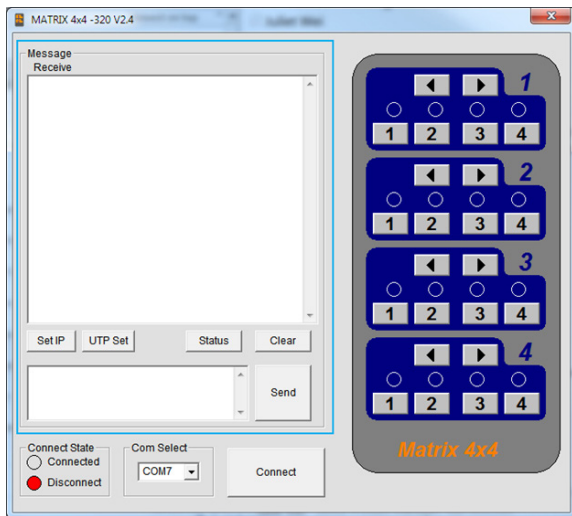 MATRIX 4x4 -320 V2.4
Message
Receive
Set IP
UTP Set
Status
Clear
Send
Connect State
Connected
Disconnect
Com Select
COM7
Connect
1
1 2 3 4
2
1 2 3 4
3
1 2 3 4
4
1 2 3 4
Matrix 4x4